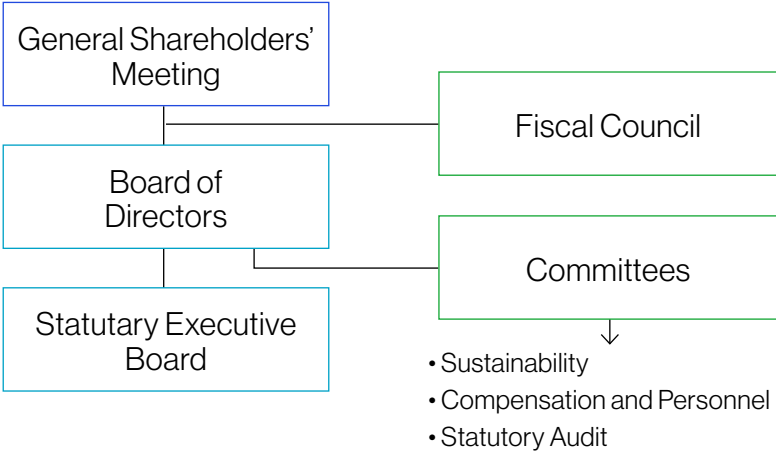 General Shareholders’
Meeting
Fiscal Council
Board of
Directors
Committees
Statutary Executive
Board
• Sustainability
• Compensation and Personnel
• Statutory Audit